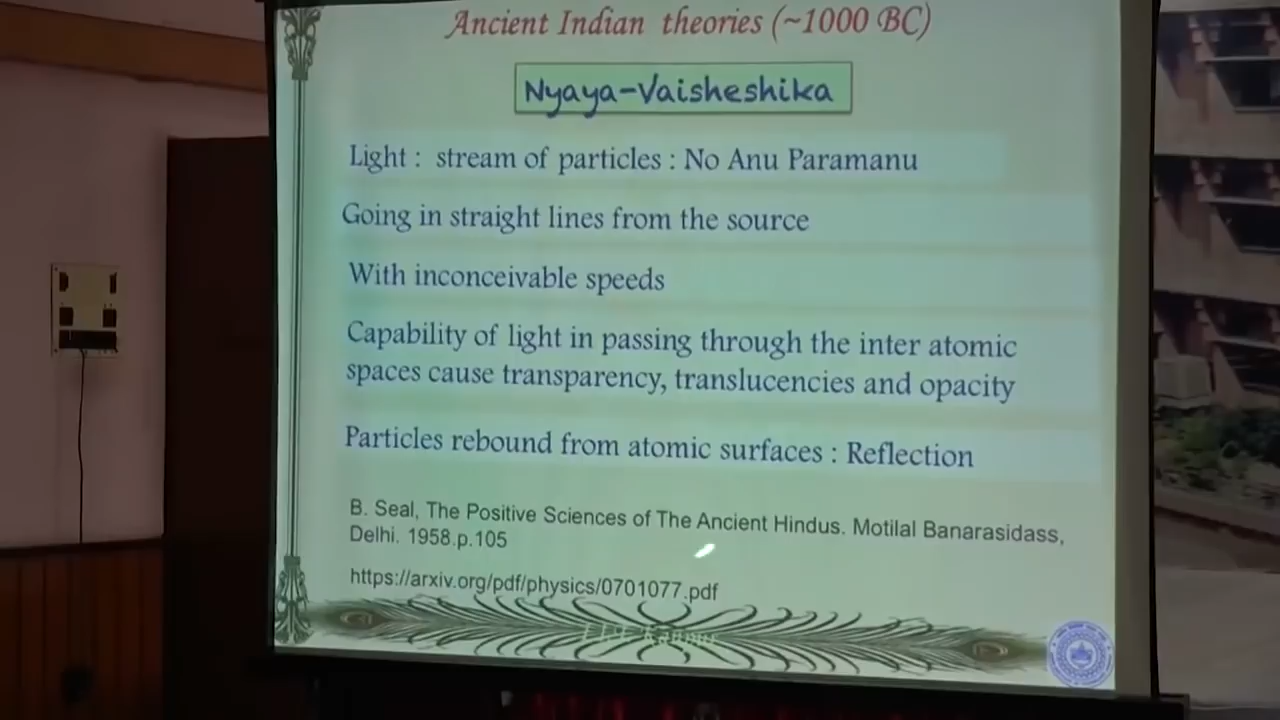 Ancient Indian theories (~1000 BC)
Nyaya-Vaisheshika
Light : stream of particles : No Anu Paramanu
Going in straight lines from the source
With inconceivable speeds
Capability of light in passing through the inter atomic
spaces cause transparency, translucencies and opacity
Particles rebound from atomic surfaces : Reflection
B. Seal, The Positive Sciences of The Ancient Hindus. Motilal Banarasidass,
Delhi. 1958.p.105
https://arxiv.org/pdf/physics/0701077.pdf
I.I.T. Kanpur